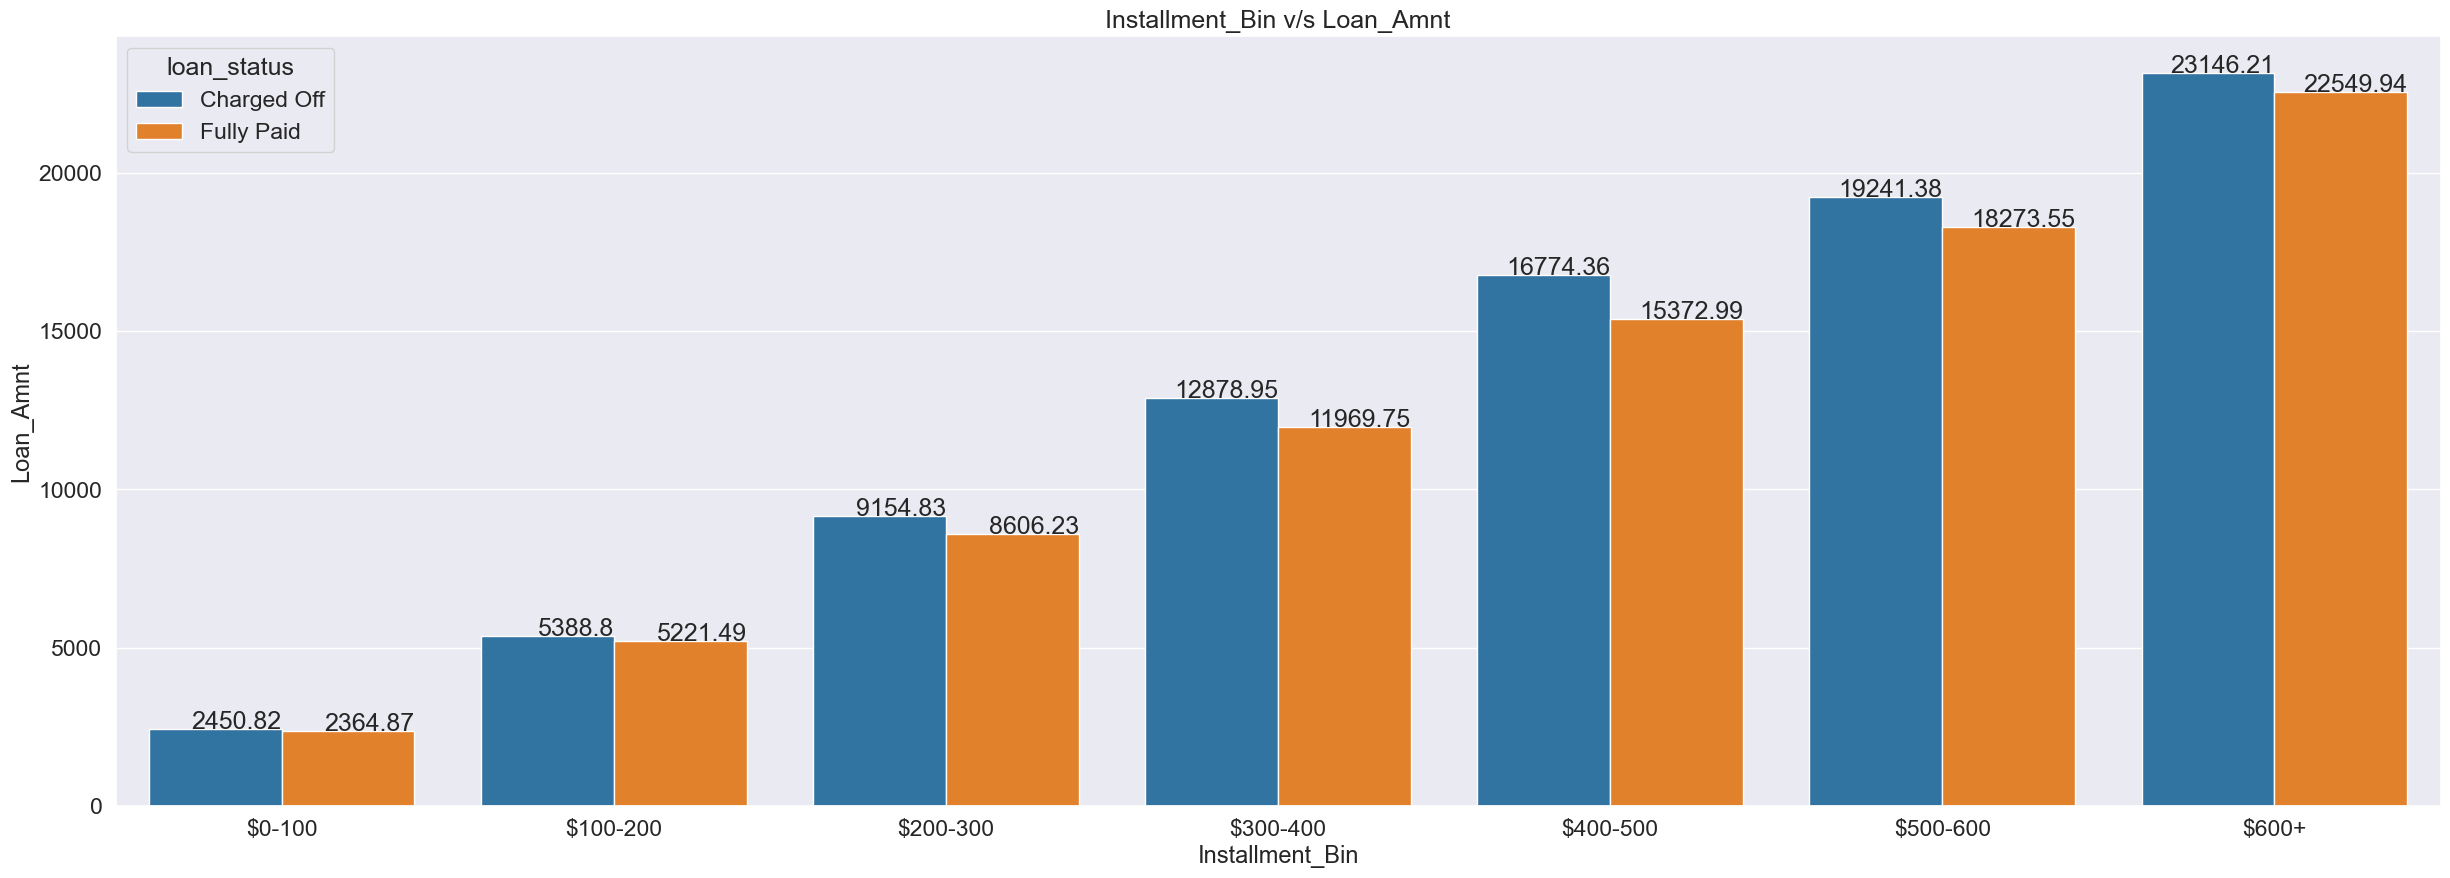 Installment_Bin v/s Loan_Amnt
loan_status
Charged Off
Fully Paid
Loan_Amnt
20000
15000
10000
5000
0
2450.82
2364.87
5388.8
5221.49
9154.83
8606.23
12878.95
11969.75
16774.36
15372.99
19241.38
18273.55
23146.21
22549.94
$0-100 $100-200 $200-300 $300-400 $400-500 $500-600 $600+
Installment_Bin